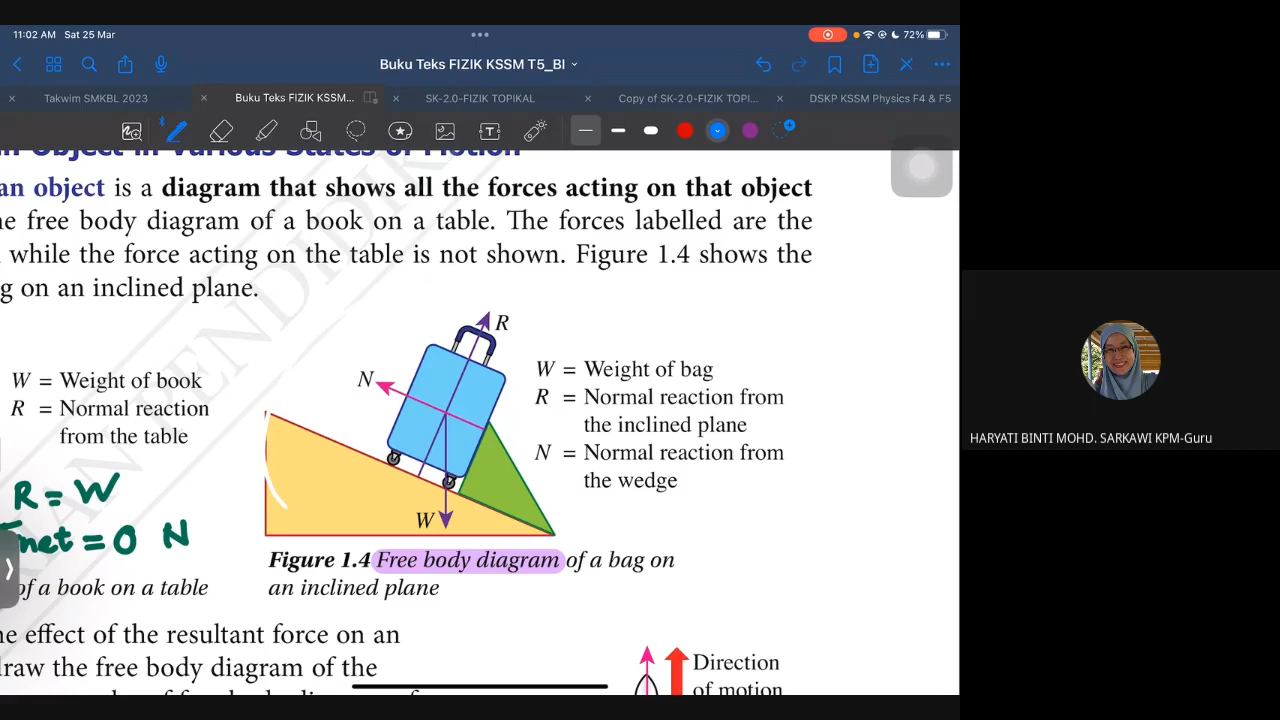 11:02 AM Sat 25 Mar
72%
Buku Teks FIZIK KSSM T5_BI
Takwim SMKBL 2023
Buku Teks FIZIK KSSM...
SK-2.0-FIZIK TOPIKAL
Copy of SK-2.0-FIZIK TOPI...
DSKP KSSM Physics F4 & F5
Object in Various States of Motion
an object is a diagram that shows all the forces acting on that object
free body diagram of a book on a table. The forces labelled are the
while the force acting on the table is not shown. Figure 1.4 shows the
on an inclined plane.
R
N
W
W = Weight of book
R = Normal reaction
from the table
W = Weight of bag
R = Normal reaction from
the inclined plane
N = Normal reaction from
the wedge
R = W
net = 0 N
of a book on a table
Figure 1.4 Free body diagram of a bag on
an inclined plane
effect of the resultant force on an
draw the free body diagram of the
Direction
of motion
HARYATI BINTI MOHD. SARKAWI KPM-Guru